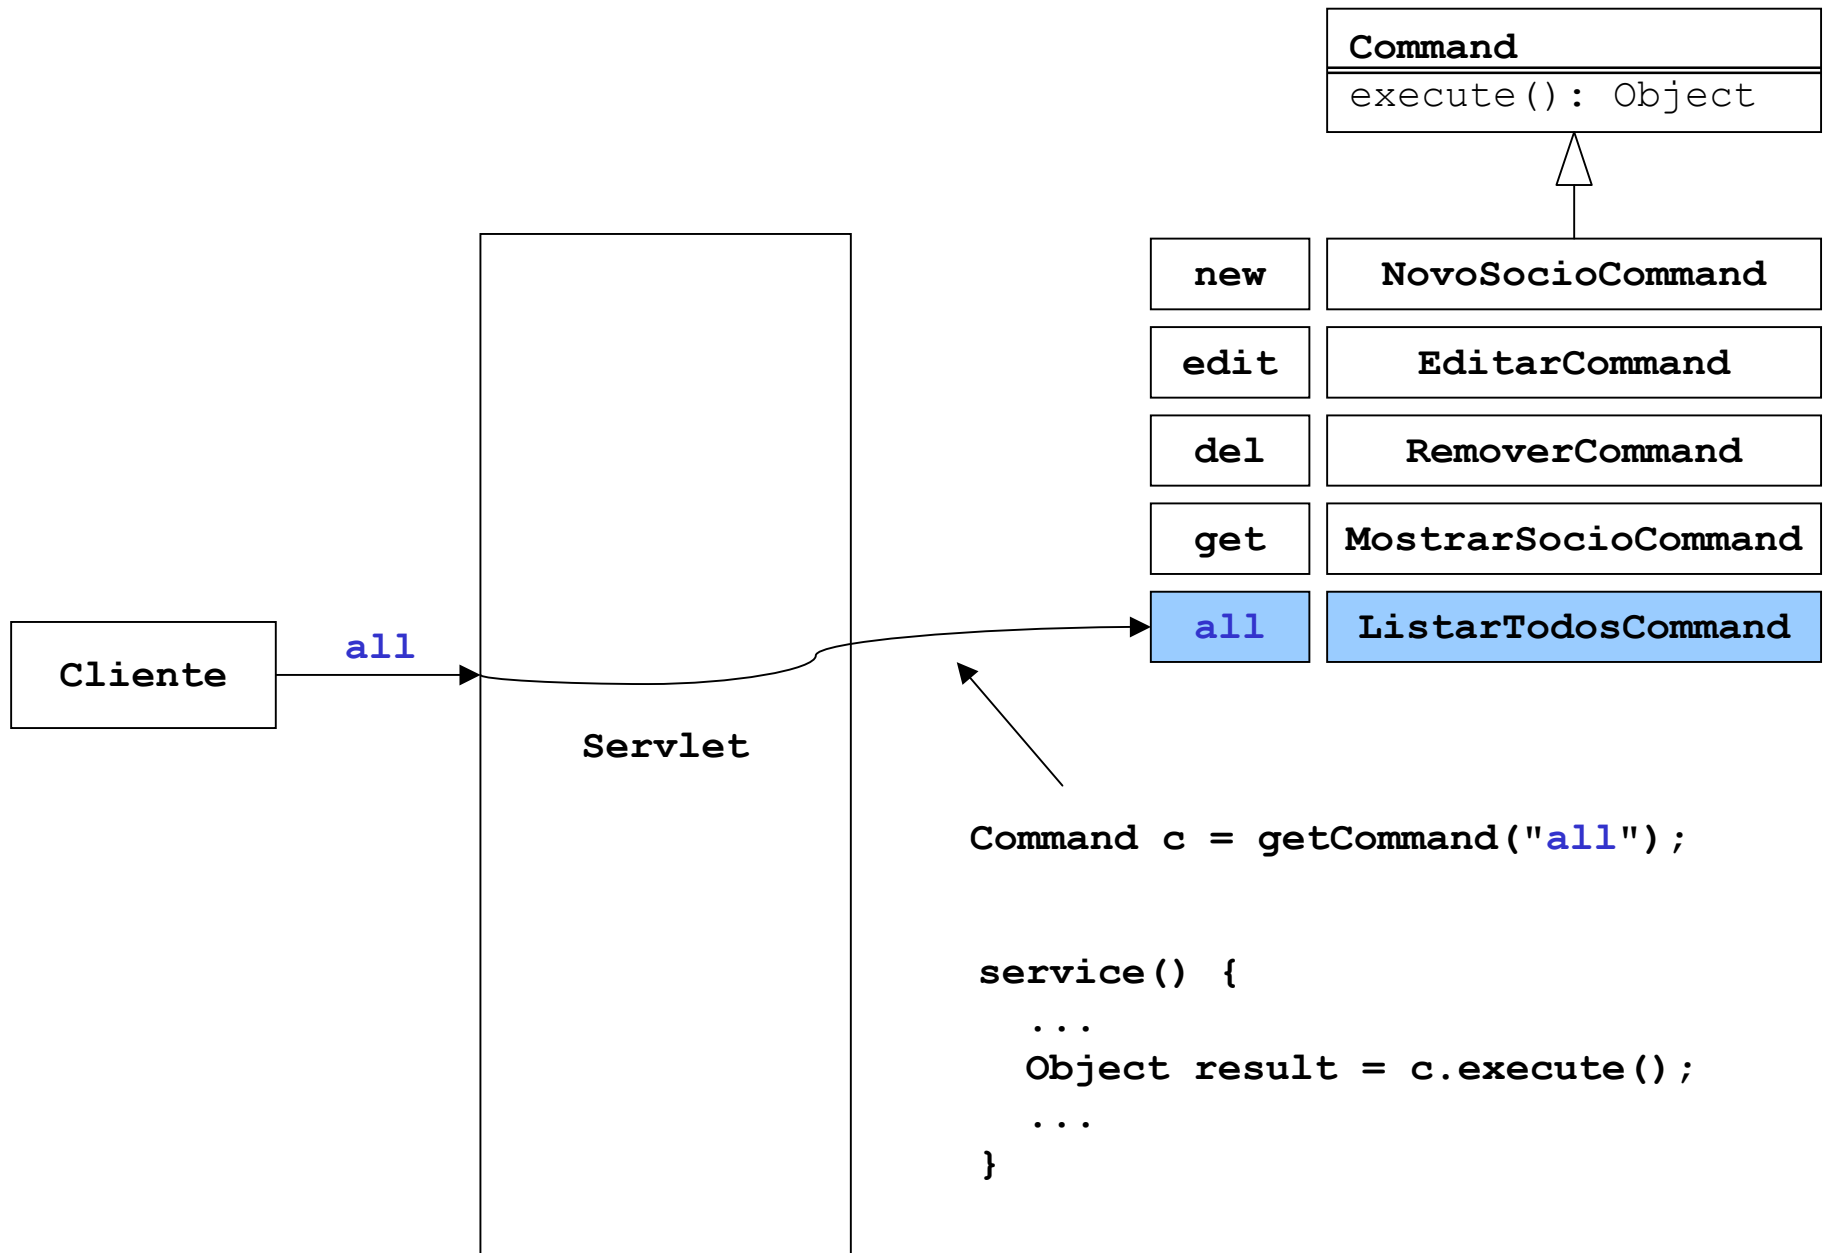 Command
execute(): Object
new NovoSocioCommand
edit EditarCommand
del RemoverCommand
get MostrarSocioCommand
all ListarTodosCommand
all
Cliente
Servlet
Command c = getCommand("all");
service() {
...
Object result = c.execute();
...
}